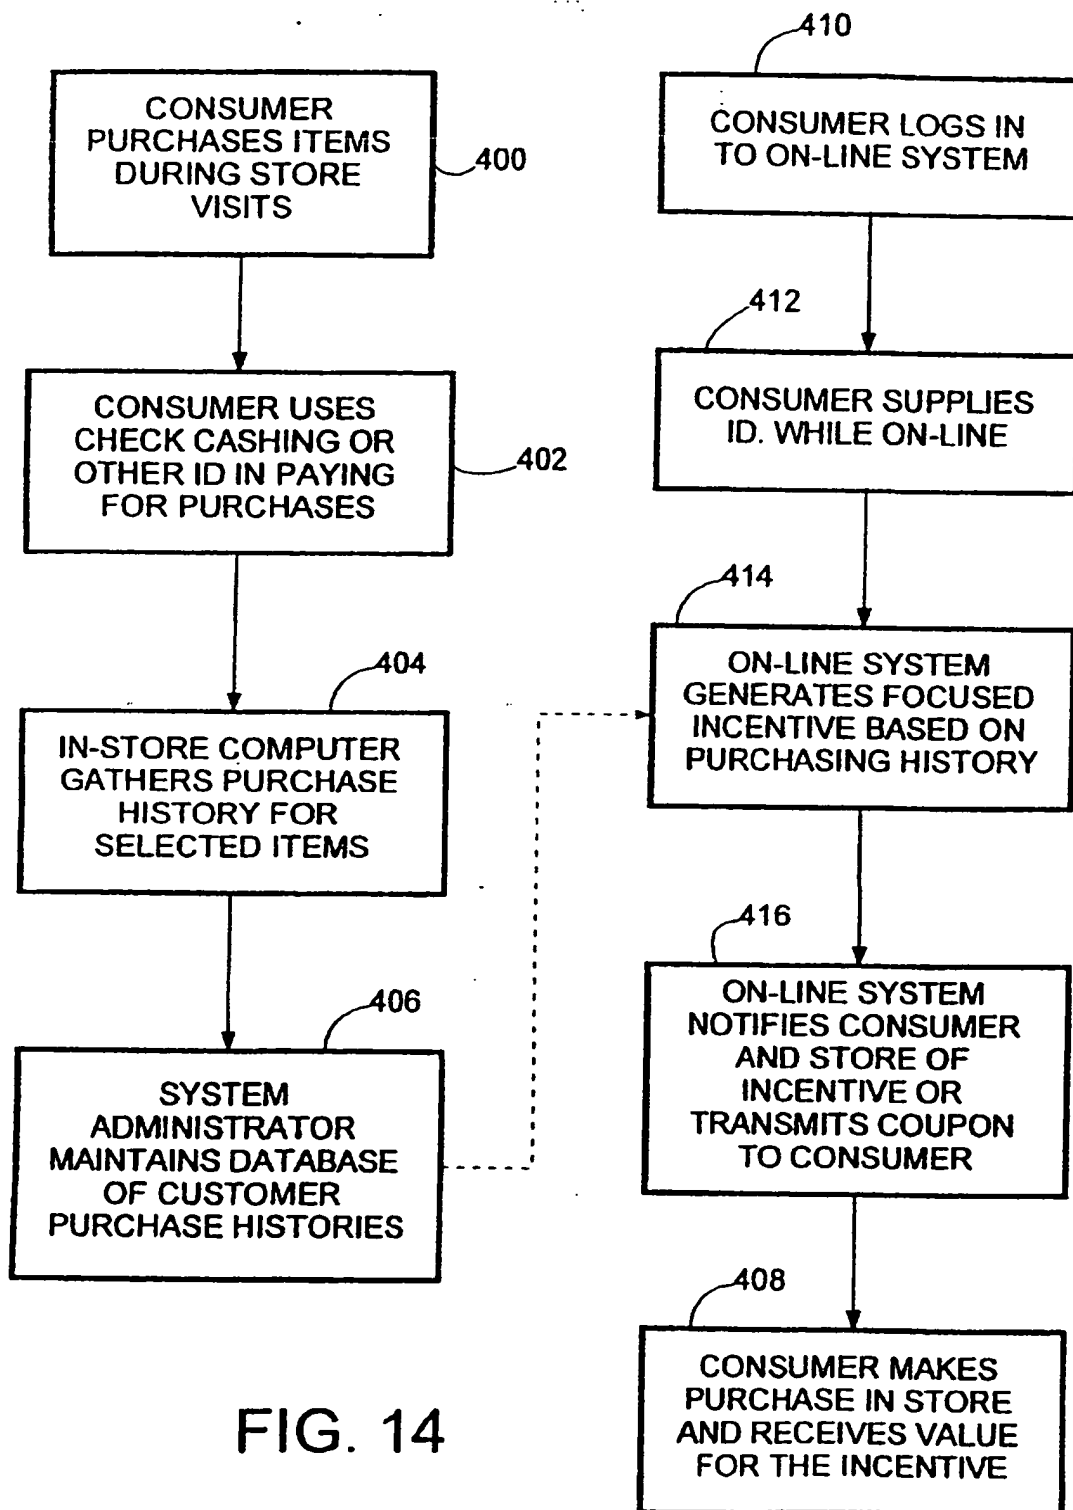 CONSUMER
PURCHASES ITEMS
DURING STORE
VISITS
400
CONSUMER USES
CHECK CASHING OR
OTHER ID IN PAYING
FOR PURCHASES
402
404
IN-STORE COMPUTER
GATHERS PURCHASE
HISTORY FOR
SELECTED ITEMS
406
SYSTEM
ADMINISTRATOR
MAINTAINS DATABASE
OF CUSTOMER
PURCHASE HISTORIES
410
CONSUMER LOGS IN
TO ON-LINE SYSTEM
412
CONSUMER SUPPLIES
ID. WHILE ON-LINE
414
ON-LINE SYSTEM
GENERATES FOCUSED
INCENTIVE BASED ON
PURCHASING HISTORY
416
ON-LINE SYSTEM
NOTIFIES CONSUMER
AND STORE OF
INCENTIVE OR
TRANSMITS COUPON
TO CONSUMER
408
CONSUMER MAKES
PURCHASE IN STORE
AND RECEIVES VALUE
FOR THE INCENTIVE
FIG. 14